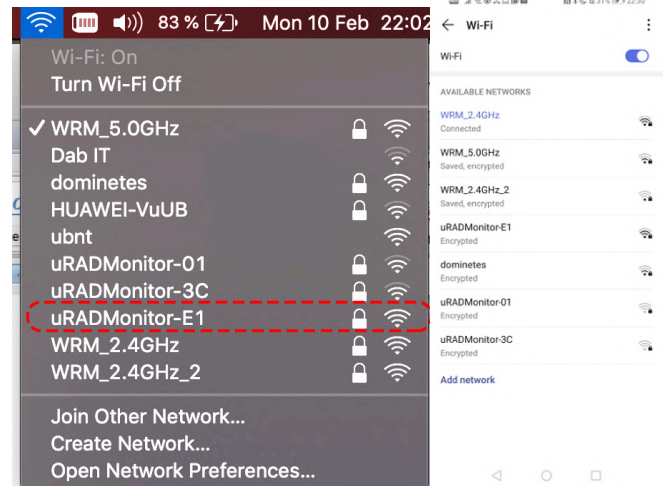 83 % Mon 10 Feb 22:02
Wi-Fi: On
Turn Wi-Fi Off
✓ WRM_5.0GHz
Dab IT
dominetes
HUAWEI-VuUB
ubnt
uRADMonitor-01
uRADMonitor-3C
uRADMonitor-E1
WRM_2.4GHz
WRM_2.4GHz_2
Join Other Network...
Create Network...
Open Network Preferences...
← Wi-Fi
Wi-Fi
AVAILABLE NETWORKS
WRM_2.4GHz
Connected
WRM_5.0GHz
Saved, encrypted
WRM_2.4GHz_2
Saved, encrypted
uRADMonitor-E1
Encrypted
dominetes
Encrypted
uRADMonitor-01
Encrypted
uRADMonitor-3C
Encrypted
Add network